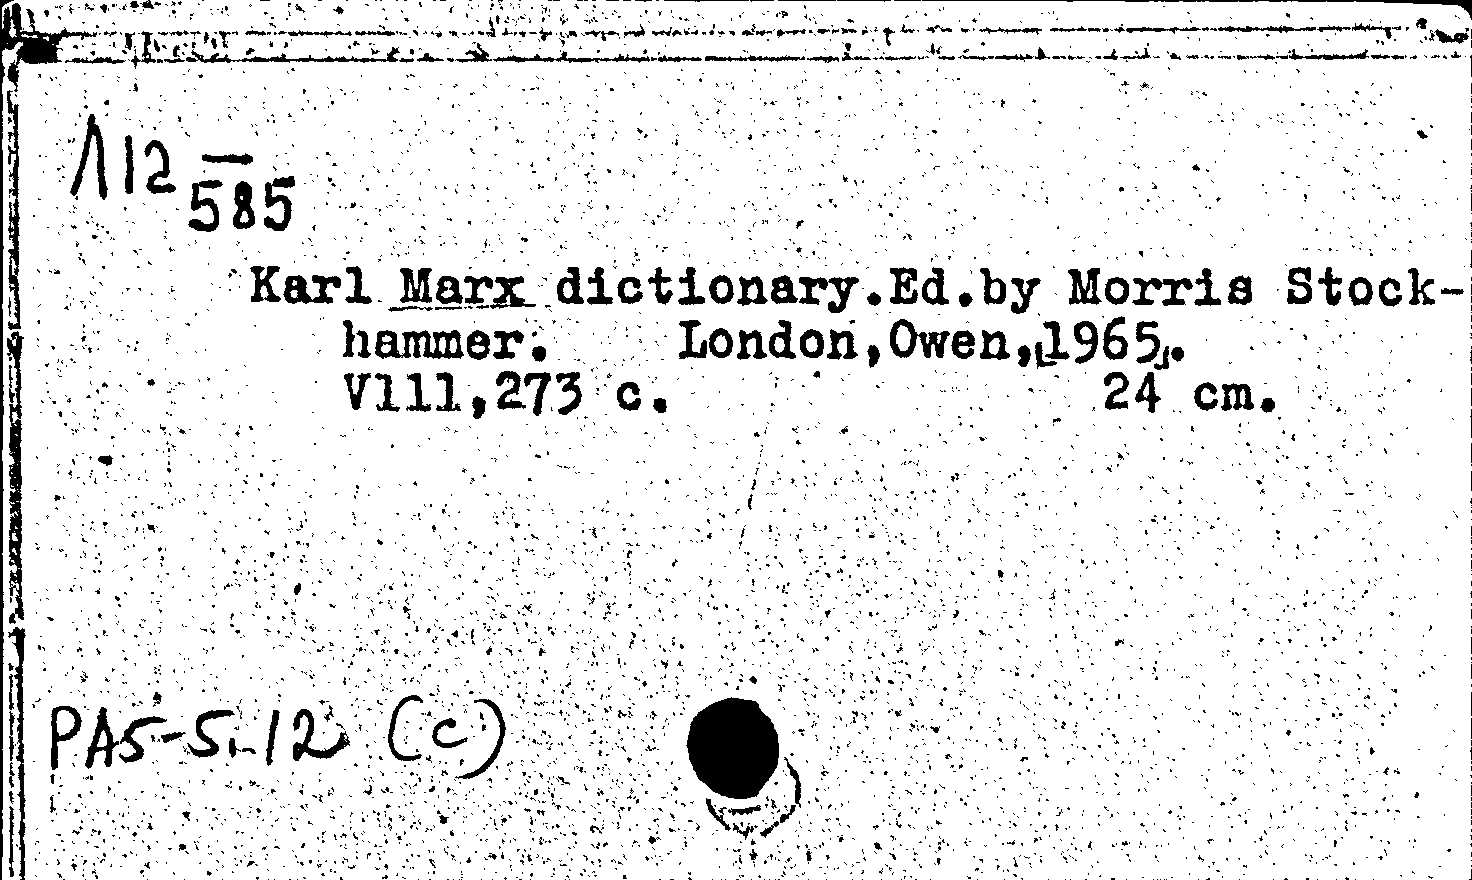 Л12 —
585
Karl Marx dictionary.Ed.by Morris Stock-
hammer. London,Owen,[1965].
Vlll,273 c. 24 cm.
PA5-5.12 (c)